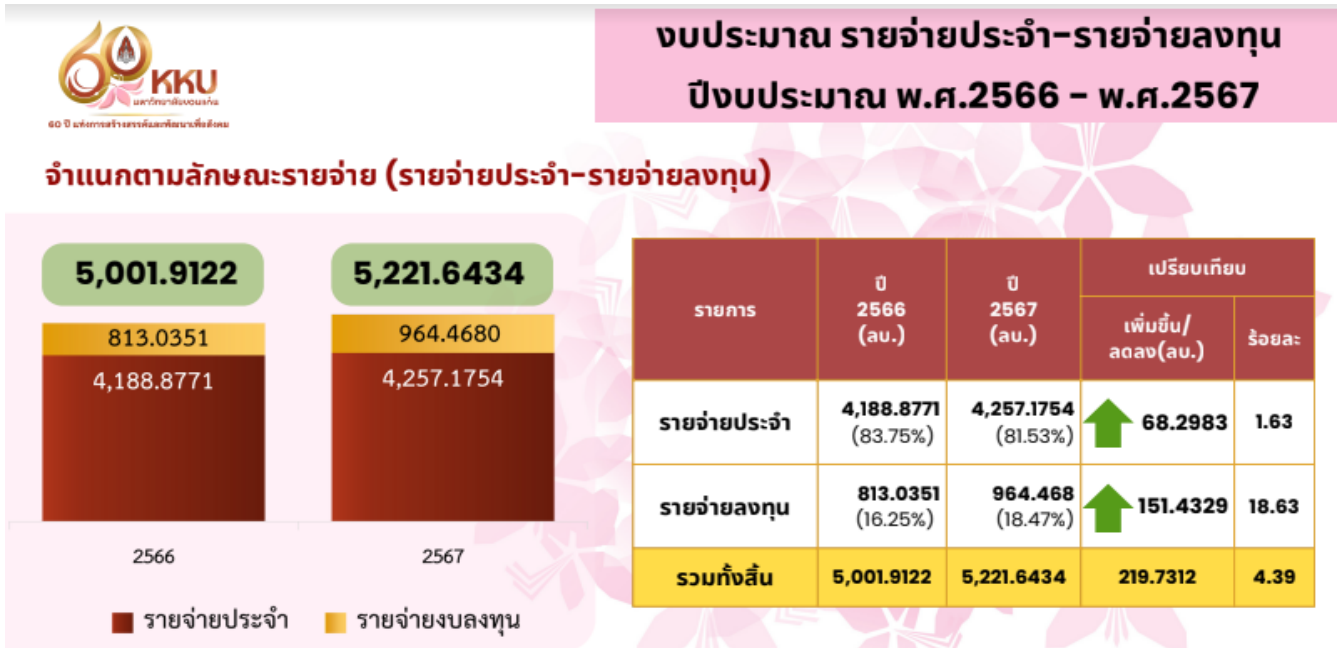 60 KKU
มหาวิทยาลัยขอนแก่น
60 ปี แห่งการสร้างสรรค์และพัฒนาเพื่อสังคม
งบประมาณ รายจ่ายประจำ-รายจ่ายลงทุน
ปีงบประมาณ พ.ศ.2566 - พ.ศ.2567
จำแนกตามลักษณะรายจ่าย (รายจ่ายประจำ-รายจ่ายลงทุน)
5,001.9122 5,221.6434
813.0351 964.4680
4,188.8771 4,257.1754
2566 2567
รายจ่ายประจำ รายจ่ายงบลงทุน
รายการ ปี 2566 (ลบ.) ปี 2567 (ลบ.) เปรียบเทียบ
เพิ่มขึ้น/ลดลง(ลบ.) ร้อยละ
รายจ่ายประจำ 4,188.8771 4,257.1754 68.2983 1.63
(83.75%) (81.53%)
รายจ่ายลงทุน 813.0351 964.468 151.4329 18.63
(16.25%) (18.47%)
รวมทั้งสิ้น 5,001.9122 5,221.6434 219.7312 4.39